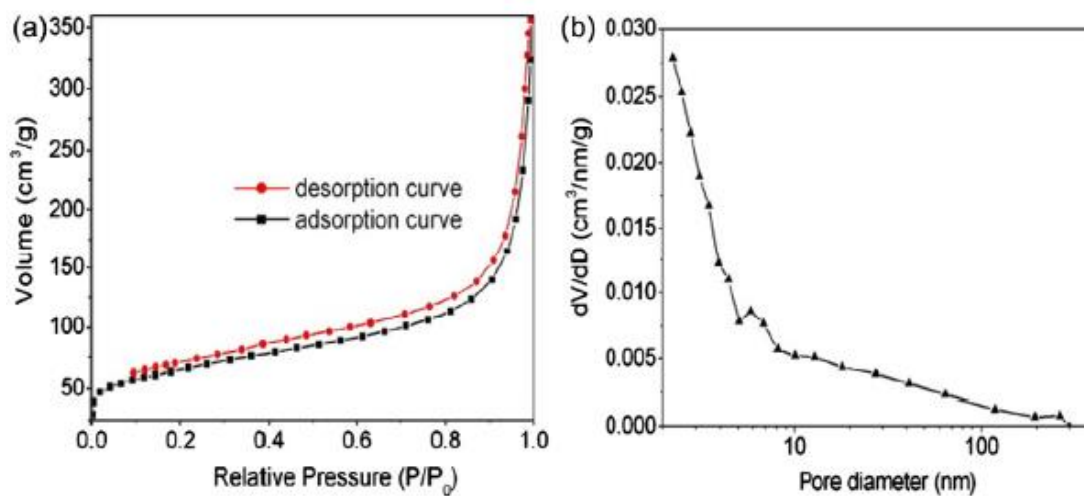 (a)
350
300
250
200
150
100
50
Volume (cm³/g)
desorption curve
adsorption curve
0.0 0.2 0.4 0.6 0.8 1.0
Relative Pressure (P/P₀)
(b)
0.030
0.025
0.020
0.015
0.010
0.005
0.000
dV/dD (cm³/nm/g)
10 100
Pore diameter (nm)